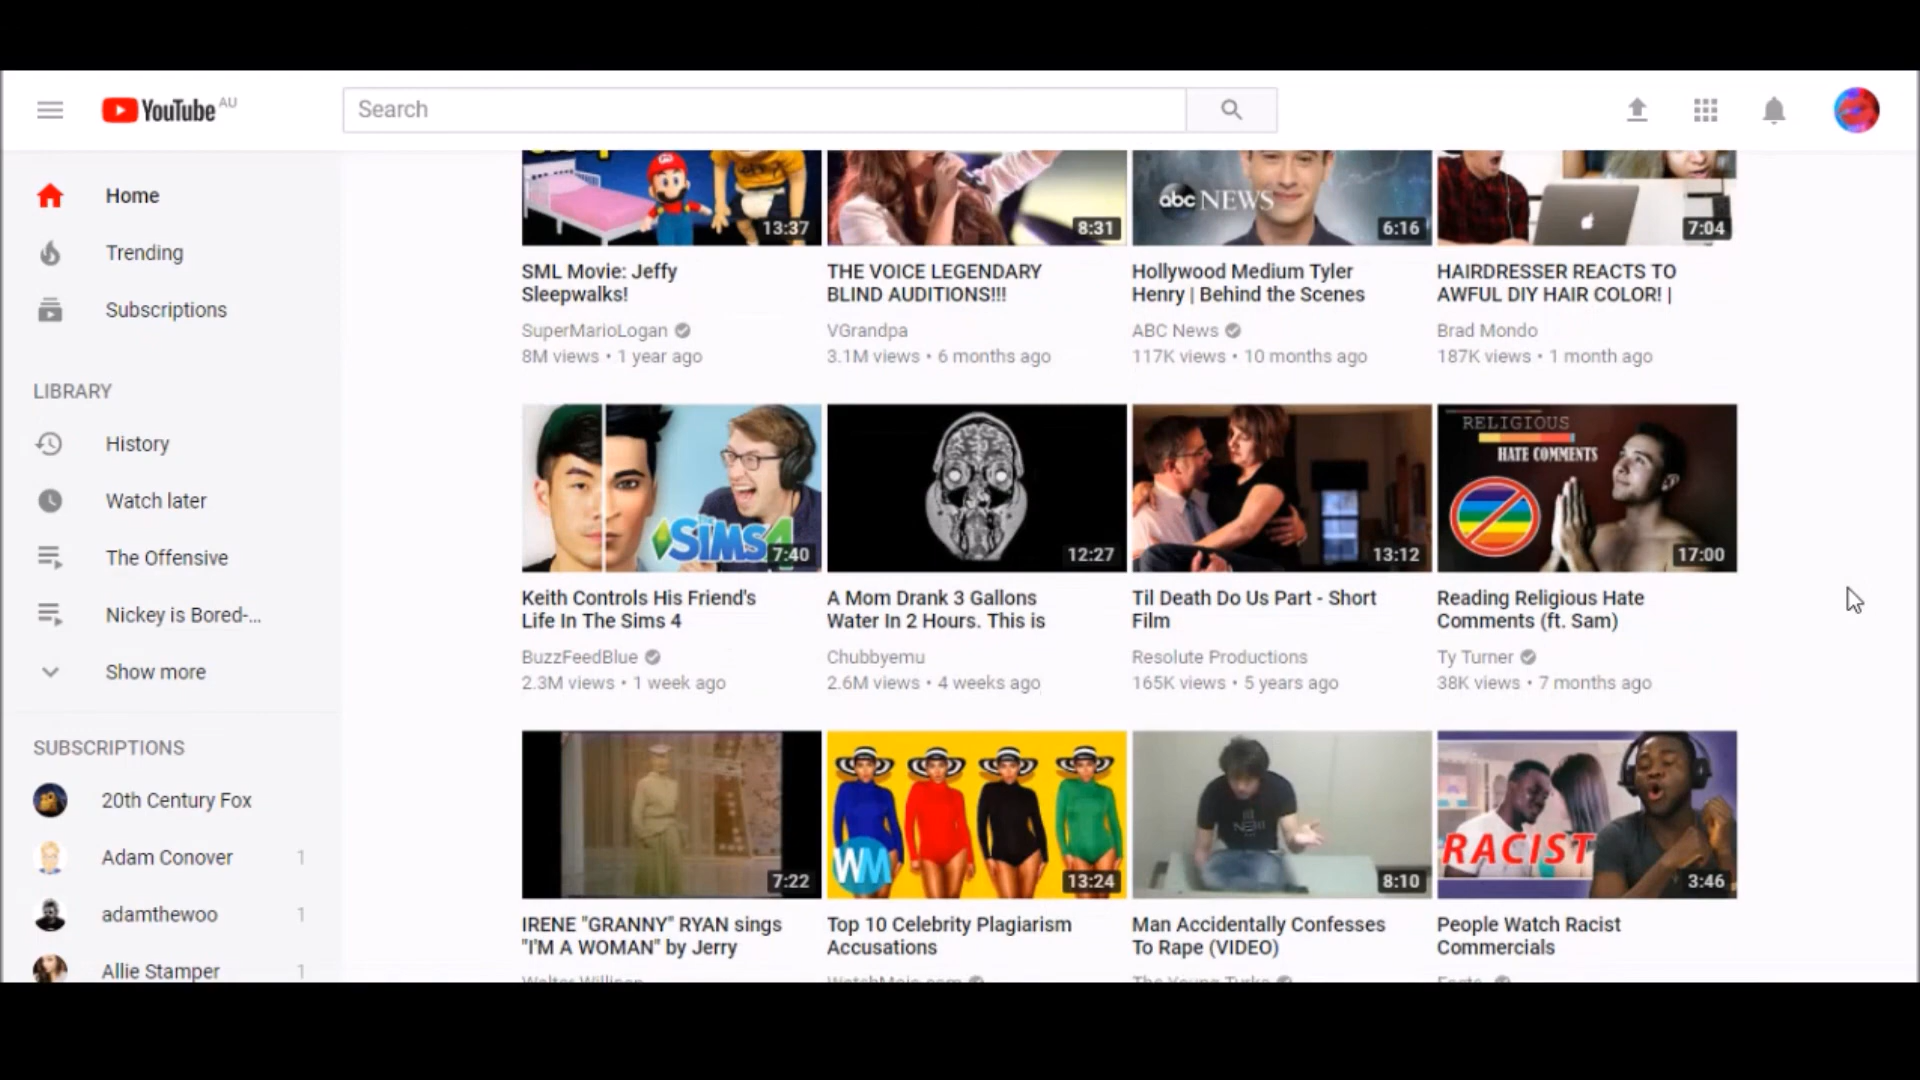 YouTube AU
Search
Home
Trending
Subscriptions
LIBRARY
History
Watch later
The Offensive
Nickey is Bored-...
Show more
SUBSCRIPTIONS
20th Century Fox
Adam Conover 1
adamthewoo 1
Allie Stamper 1
13:37
SML Movie: Jeffy
Sleepwalks!
SuperMarioLogan
8M views • 1 year ago
8:31
THE VOICE LEGENDARY
BLIND AUDITIONS!!!
VGrandpa
3.1M views • 6 months ago
abc NEWS
6:16
Hollywood Medium Tyler
Henry | Behind the Scenes
ABC News
117K views • 10 months ago
7:04
HAIRDRESSER REACTS TO
AWFUL DIY HAIR COLOR! |
Brad Mondo
187K views • 1 month ago
THE SIMS 4
7:40
Keith Controls His Friend's
Life In The Sims 4
BuzzFeedBlue
2.3M views • 1 week ago
12:27
A Mom Drank 3 Gallons
Water In 2 Hours. This is
Chubbyemu
2.6M views • 4 weeks ago
13:12
Til Death Do Us Part - Short
Film
Resolute Productions
165K views • 5 years ago
RELIGIOUS
HATE COMMENTS
17:00
Reading Religious Hate
Comments (ft. Sam)
Ty Turner
38K views • 7 months ago
7:22
IRENE "GRANNY" RYAN sings
"I'M A WOMAN" by Jerry
WM
13:24
Top 10 Celebrity Plagiarism
Accusations
WatchMojo.com
8:10
Man Accidentally Confesses
To Rape (VIDEO)
The Young Turks
RACIST
3:46
People Watch Racist
Commercials